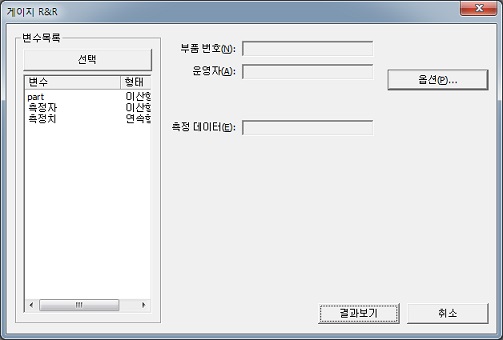 게이지 R&R
변수목록
선택
변수 형태
part 이산형
측정자 이산형
측정치 연속형
부품 번호(N):
운영자(A):
측정 데이터(E):
옵션(P)...
결과보기
취소